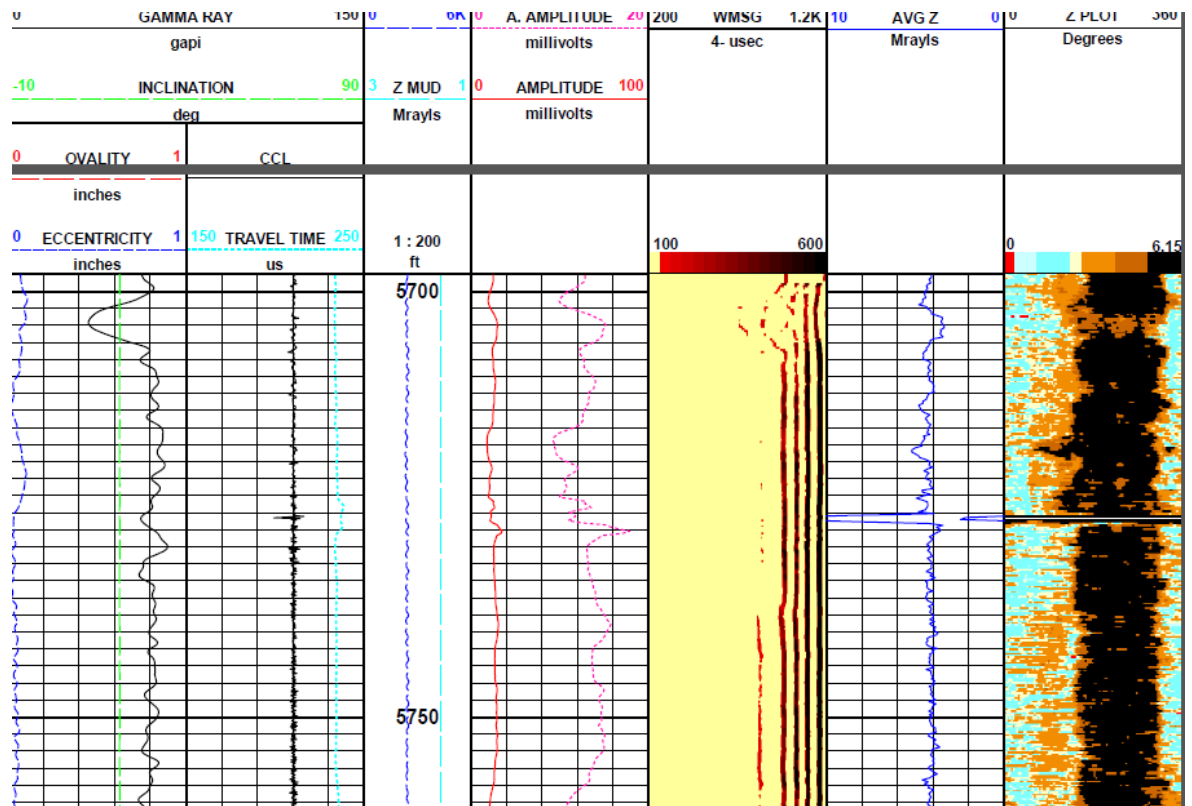 0 GAMMA RAY 150 0 6K 0 A. AMPLITUDE 20 200 WMSG 1.2K 10 AVG Z 0 0 Z PLOT 360
gapi millivolts 4- usec Mrayls Degrees
-10 INCLINATION 90 3 Z MUD 1 0 AMPLITUDE 100
deg Mrayls millivolts
0 OVALITY 1 CCL
inches
0 ECCENTRICITY 1 150 TRAVEL TIME 250 1 : 200 100 600 0 6.15
inches us ft
5700
5750